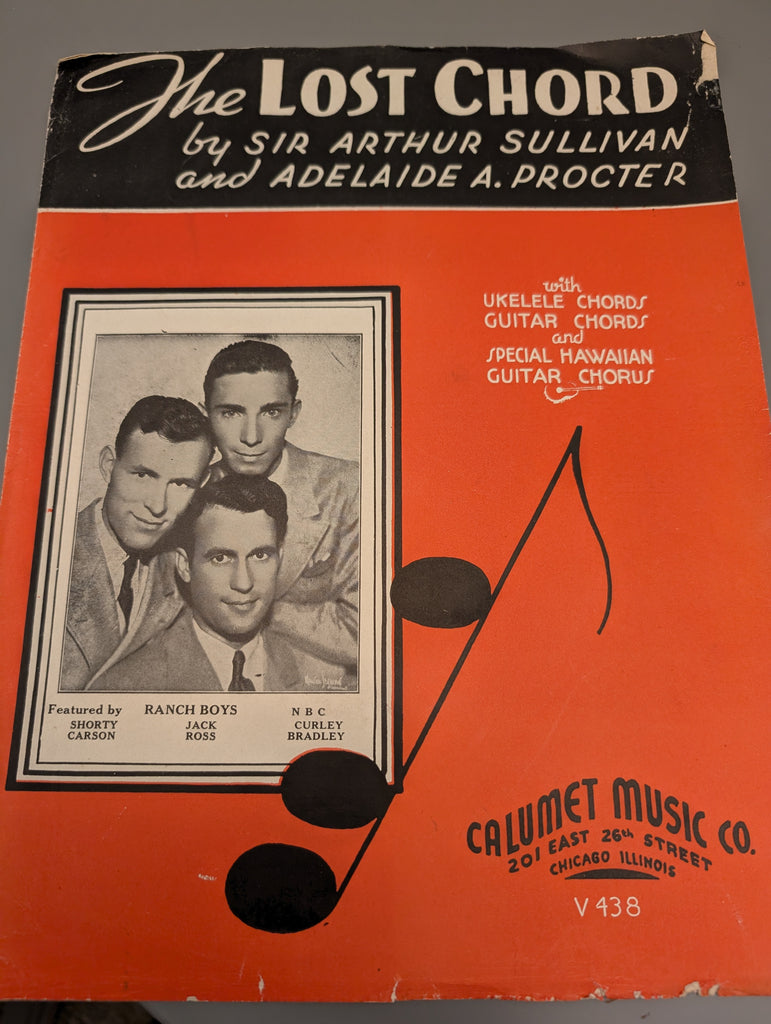 The LOST CHORD
by SIR ARTHUR SULLIVAN
and ADELAIDE A. PROCTER
with
UKELELE CHORDS
GUITAR CHORDS
and
SPECIAL HAWAIIAN
GUITAR CHORUS
Featured by RANCH BOYS NBC
SHORTY JACK CURLEY
CARSON ROSS BRADLEY
CALUMET MUSIC CO.
201 EAST 26th STREET
CHICAGO ILLINOIS
V 438